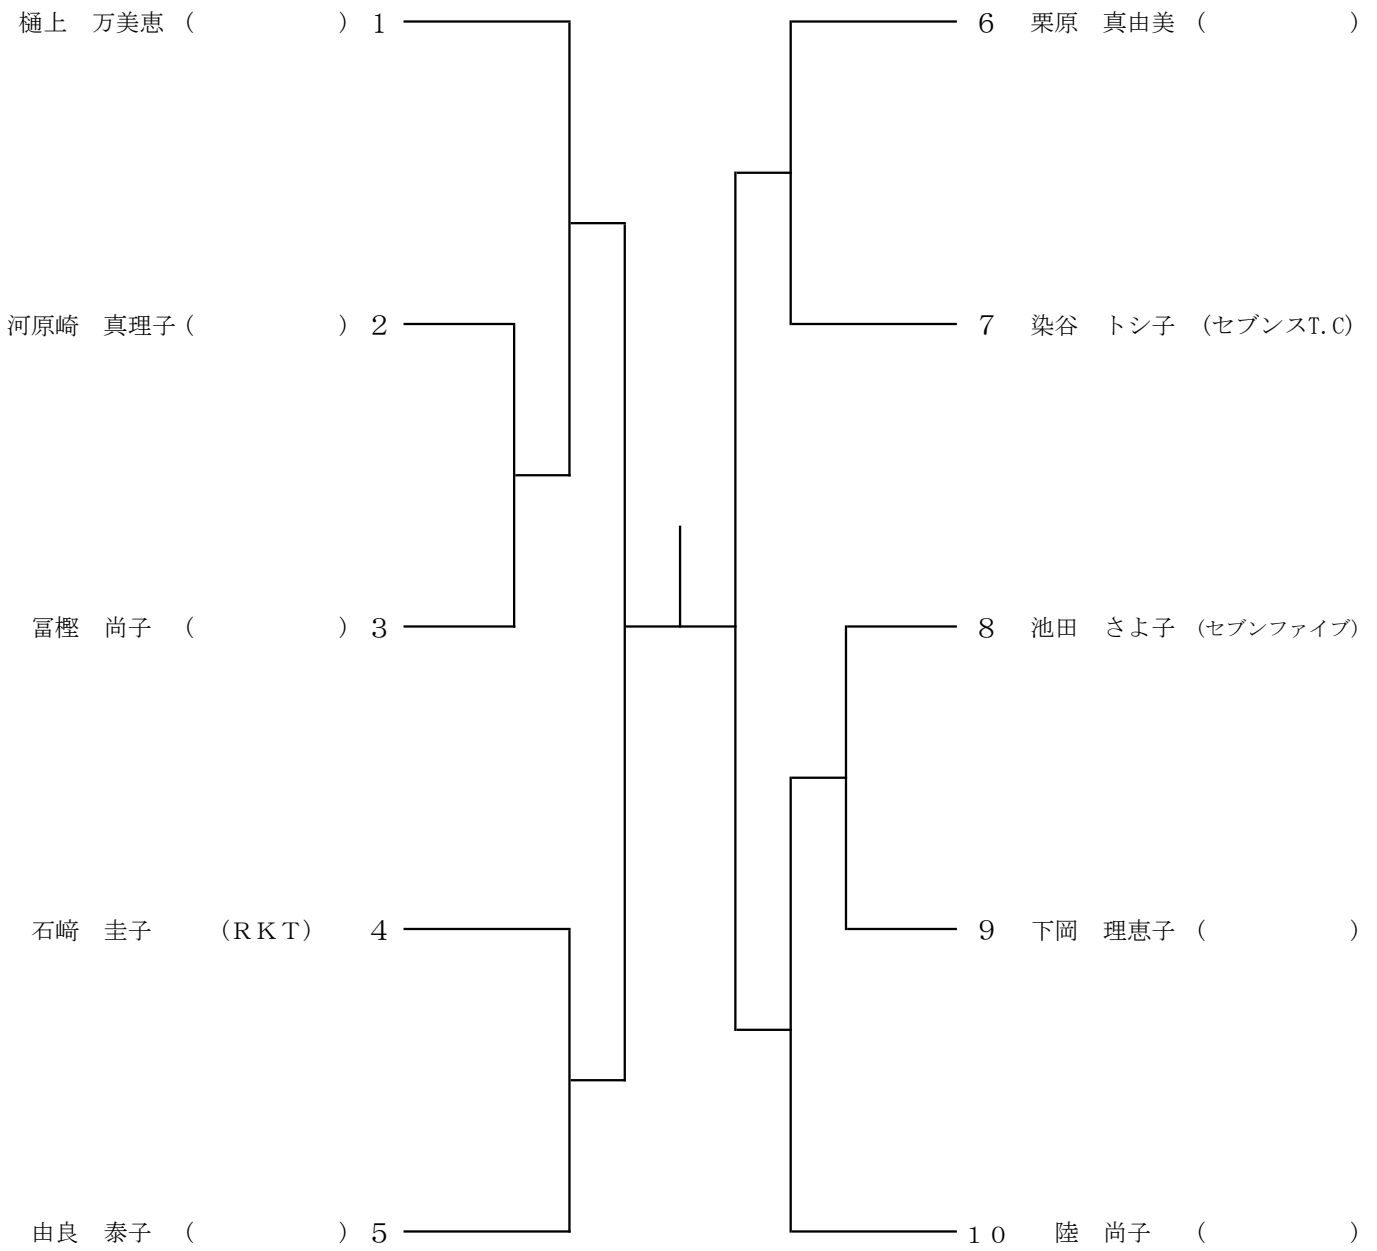 樋上　万美恵（　　　　　　）１
河原崎　真理子（　　　　　　）２
冨樫　尚子　（　　　　　　）３
石﨑　圭子　　（ＲＫＴ）　４
由良　泰子　（　　　　　　）５
６　栗原　真由美（　　　　　　）
７　染谷　トシ子　（セブンスT.C）
８　池田　さよ子　（セブンファイブ）
９　下岡　理恵子（　　　　　　）
１０　陸　尚子　（　　　　　　）